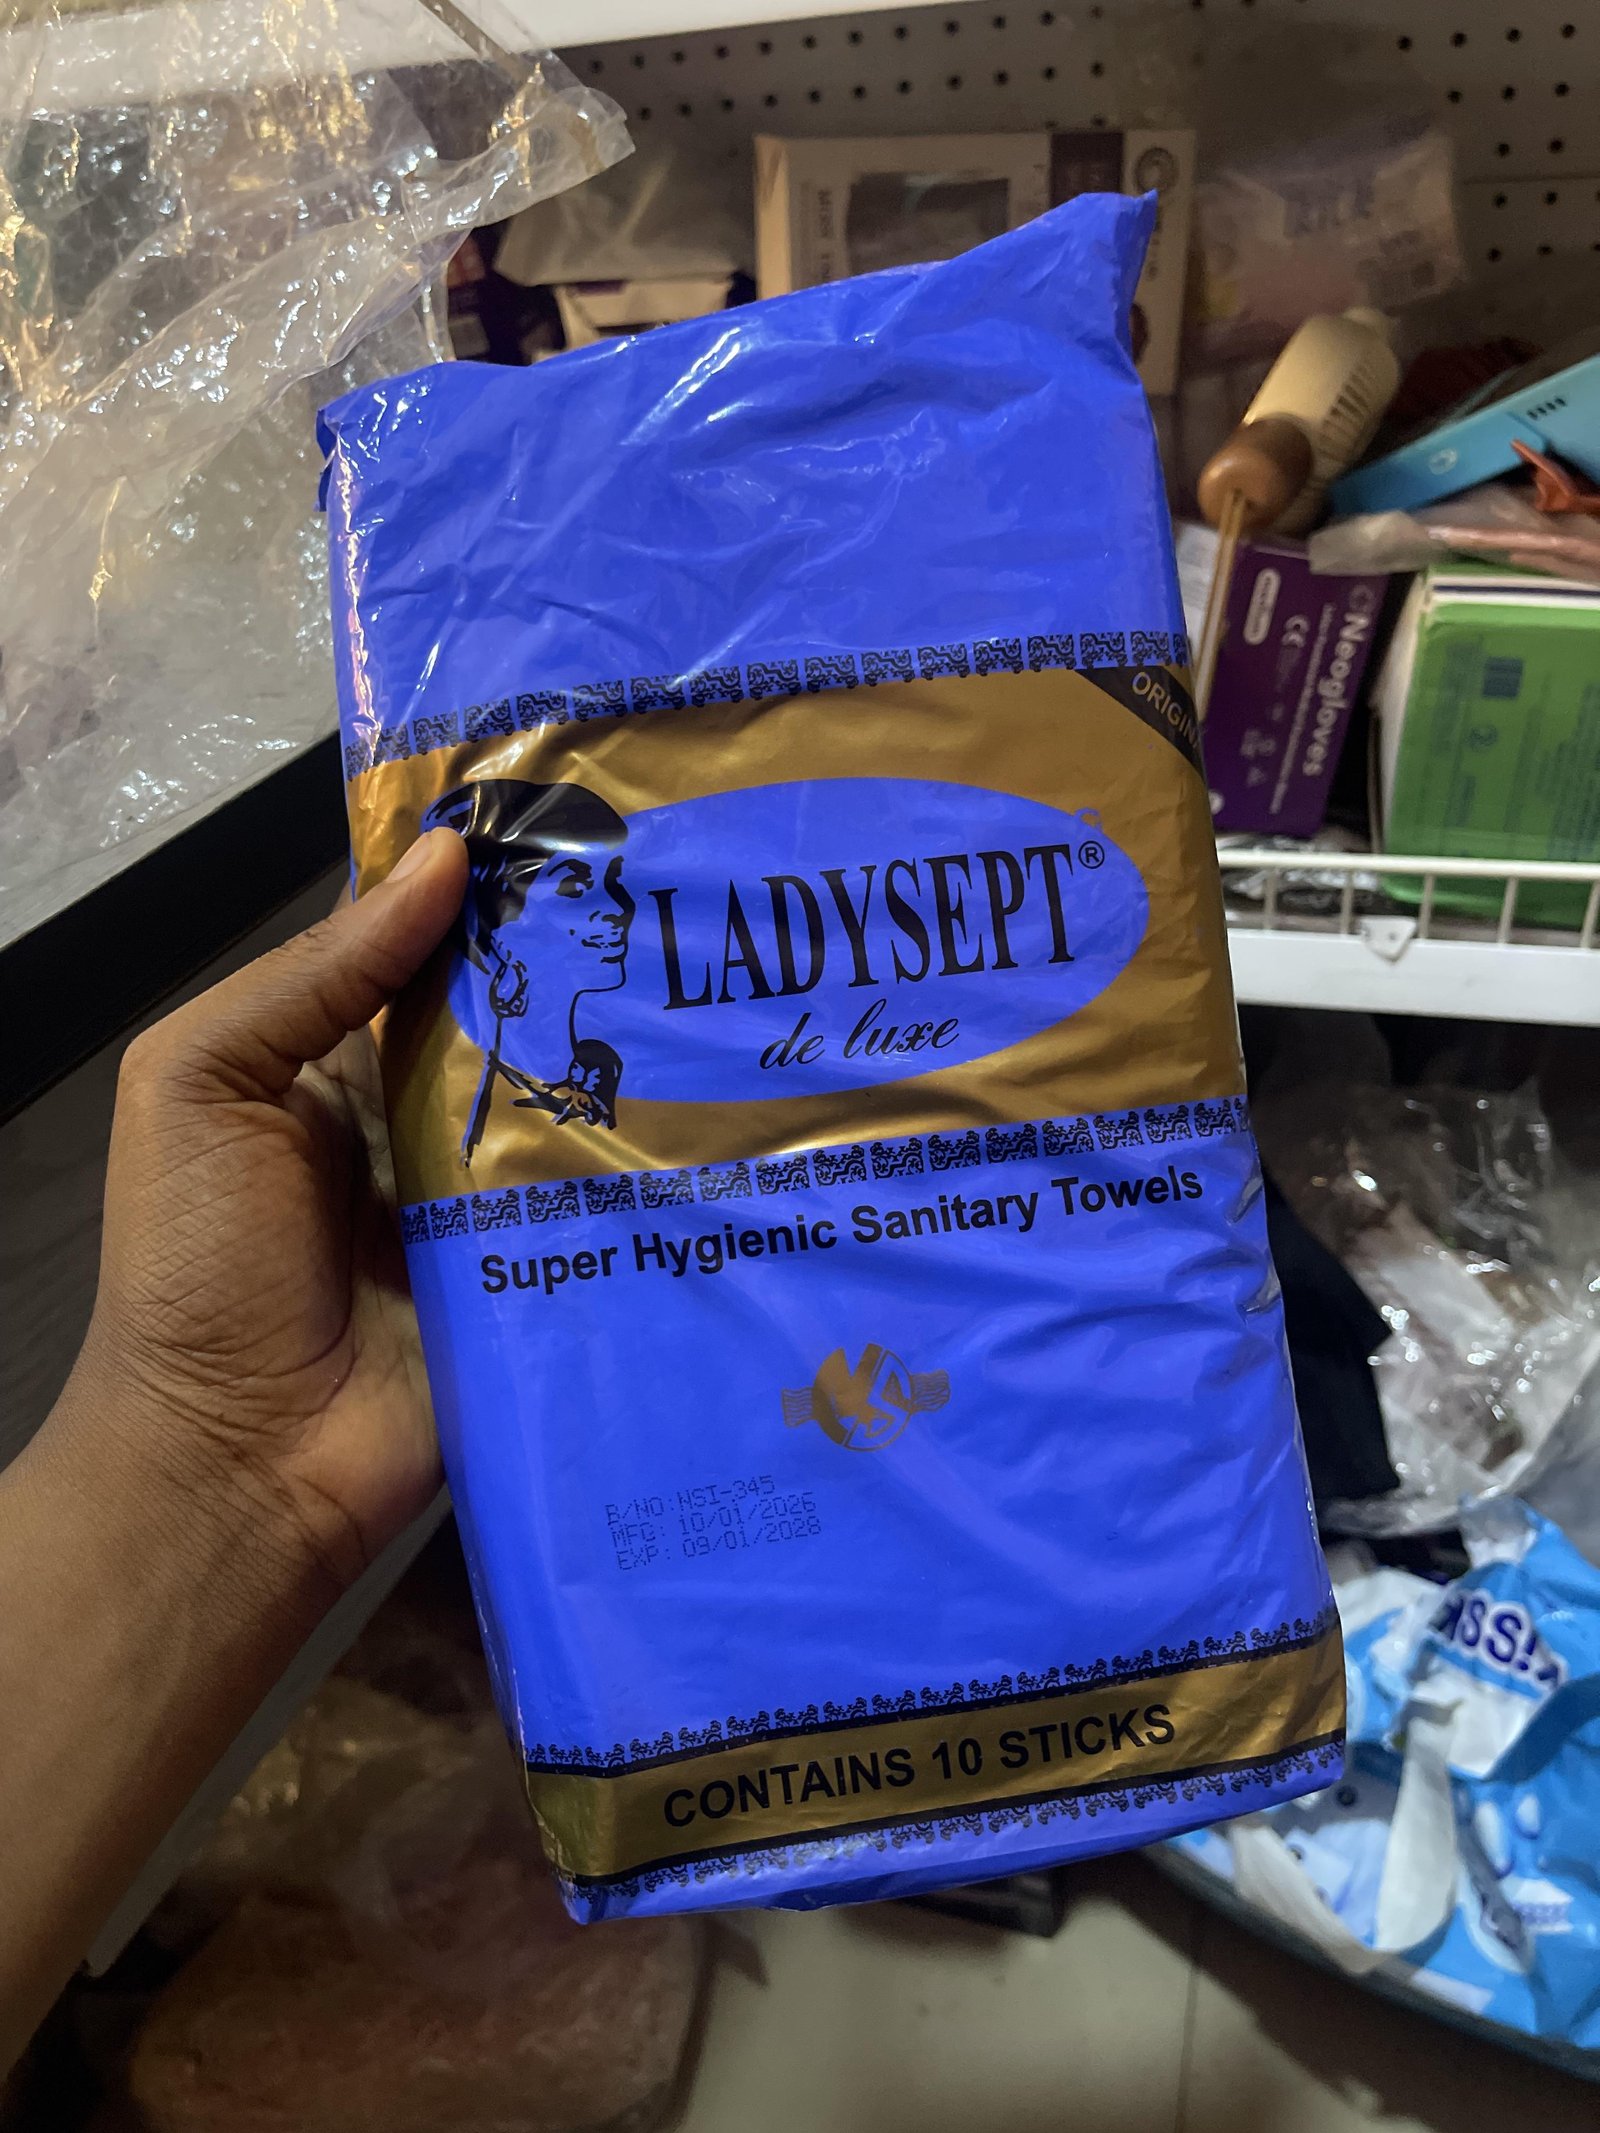 ORIGIN
LADYSEPT®
de luxe
Super Hygienic Sanitary Towels
B/NO:NSI-345
MFG: 10/01/2026
EXP: 09/01/2028
CONTAINS 10 STICKS
Neogloves
CE